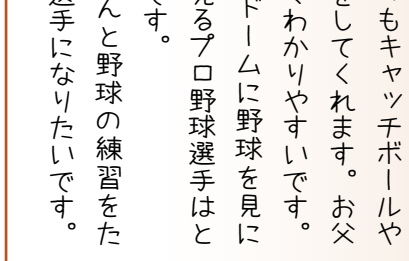 もキャッチボールや
をしてくれます。お父
くわかりやすいです。
ドームに野球を見に
るプロ野球選手はと
す。
んと野球の練習をた
選手になりたいです。